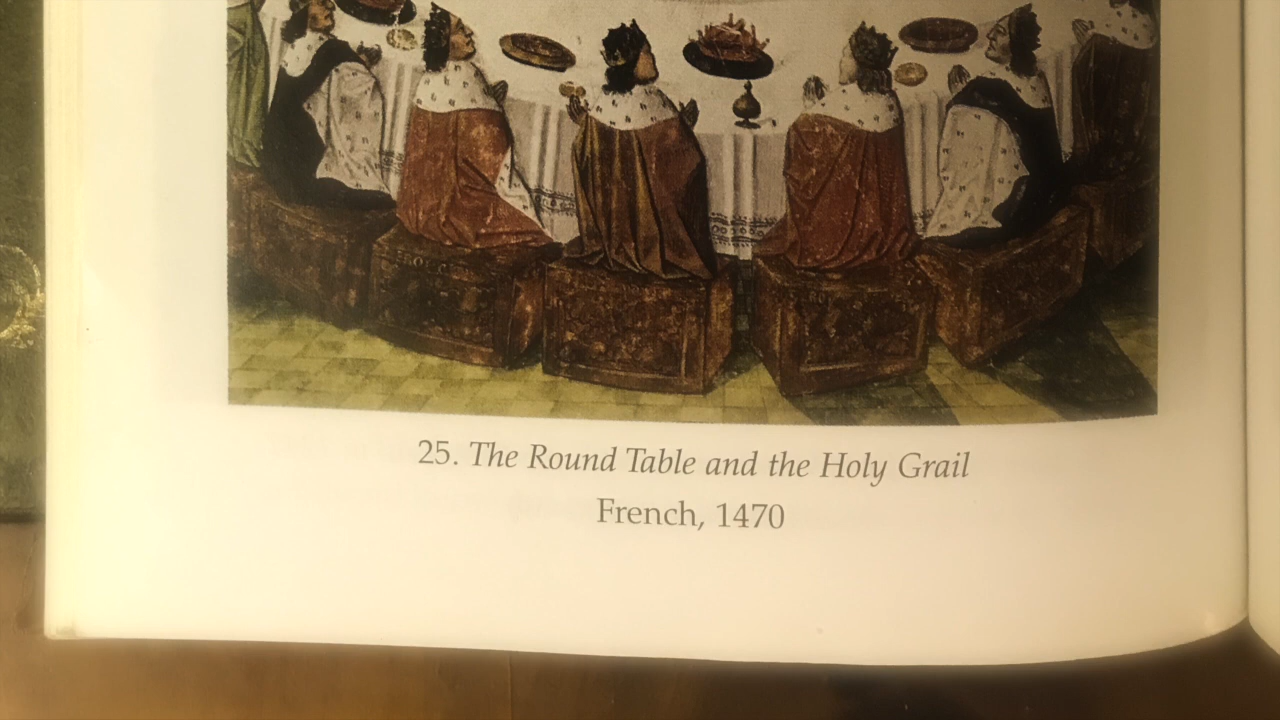 25. The Round Table and the Holy Grail
French, 1470